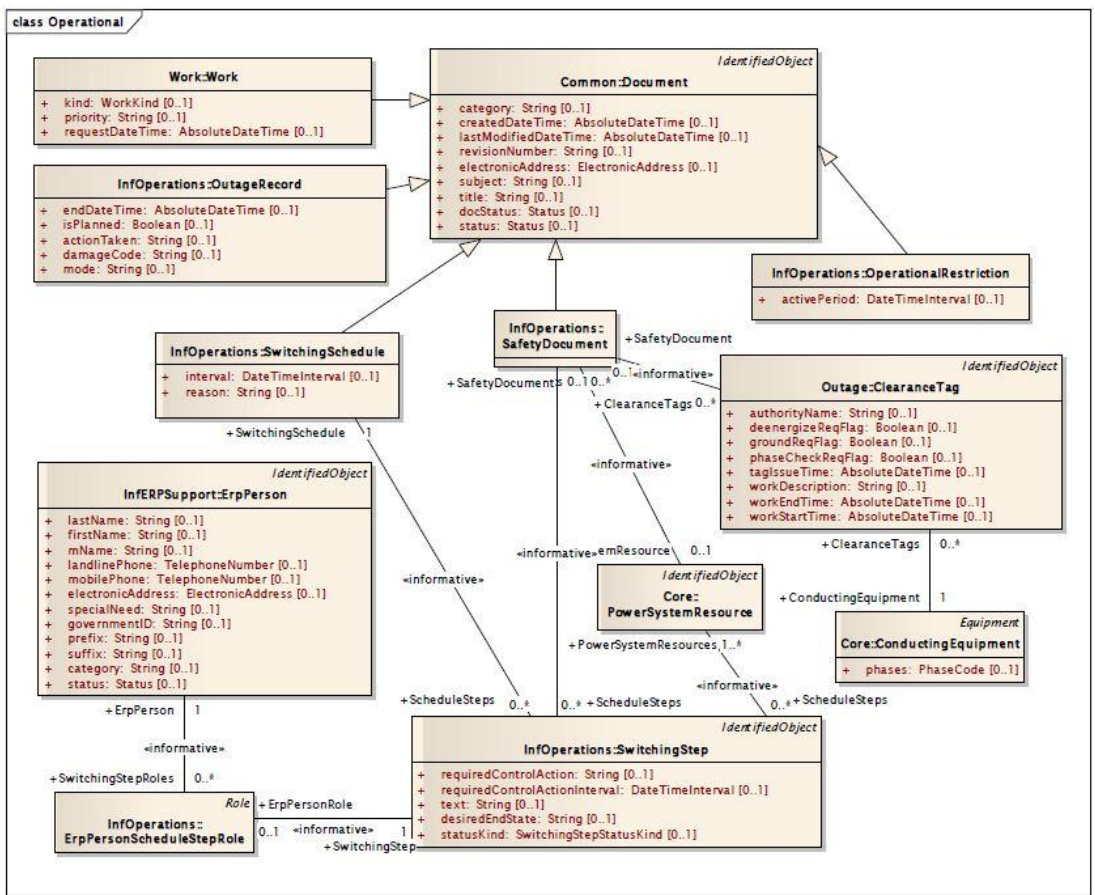 class Operational
Work::Work
+ kind: WorkKind [0..1]
+ priority: String [0..1]
+ requestDateTime: AbsoluteDateTime [0..1]
IdentifiedObject
Common::Document
+ category: String [0..1]
+ createdDateTime: AbsoluteDateTime [0..1]
+ lastModifiedDateTime: AbsoluteDateTime [0..1]
+ revisionNumber: String [0..1]
+ electronicAddress: ElectronicAddress [0..1]
+ subject: String [0..1]
+ title: String [0..1]
+ docStatus: Status [0..1]
+ status: Status [0..1]
InfOperations::OutageRecord
+ endDateTime: AbsoluteDateTime [0..1]
+ isPlanned: Boolean [0..1]
+ actionTaken: String [0..1]
+ damageCode: String [0..1]
+ mode: String [0..1]
InfOperations::OperationalRestriction
+ activePeriod: DateTimeInterval [0..1]
InfOperations::SwitchingSchedule
+ interval: DateTimeInterval [0..1]
+ reason: String [0..1]
InfOperations::
SafetyDocument
+SafetyDocument
0..1
«informative»
+SafetyDocuments
0..1
0..*
+ClearanceTags 0..*
IdentifiedObject
Outage::ClearanceTag
+ authorityName: String [0..1]
+ deenergizeReqFlag: Boolean [0..1]
+ groundReqFlag: Boolean [0..1]
+ phaseCheckReqFlag: Boolean [0..1]
+ tagIssueTime: AbsoluteDateTime [0..1]
+ workDescription: String [0..1]
+ workEndTime: AbsoluteDateTime [0..1]
+ workStartTime: AbsoluteDateTime [0..1]
+SwitchingSchedule 1
«informative»
IdentifiedObject
InfERPSupport::ErpPerson
+ lastName: String [0..1]
+ firstName: String [0..1]
+ mName: String [0..1]
+ landlinePhone: TelephoneNumber [0..1]
+ mobilePhone: TelephoneNumber [0..1]
+ electronicAddress: ElectronicAddress [0..1]
+ specialNeed: String [0..1]
+ governmentID: String [0..1]
+ prefix: String [0..1]
+ suffix: String [0..1]
+ category: String [0..1]
+ status: Status [0..1]
«informative»
«informative»
emResource 0..1
+ClearanceTags 0..*
IdentifiedObject
Core::
PowerSystemResource
+ConductingEquipment 1
Equipment
Core::ConductingEquipment
+ phases: PhaseCode [0..1]
+PowerSystemResources 1..*
«informative»
+ErpPerson 1
+ScheduleSteps 0..*
0..* +ScheduleSteps
0..* +ScheduleSteps
«informative»
+SwitchingStepRoles 0..*
IdentifiedObject
InfOperations::SwitchingStep
+ requiredControlAction: String [0..1]
+ requiredControlActionInterval: DateTimeInterval [0..1]
+ text: String [0..1]
+ desiredEndState: String [0..1]
+ statusKind: SwitchingStepStatusKind [0..1]
Role
InfOperations::
ErpPersonScheduleStepRole
+ErpPersonRole
0..1 «informative» 1
+SwitchingStep